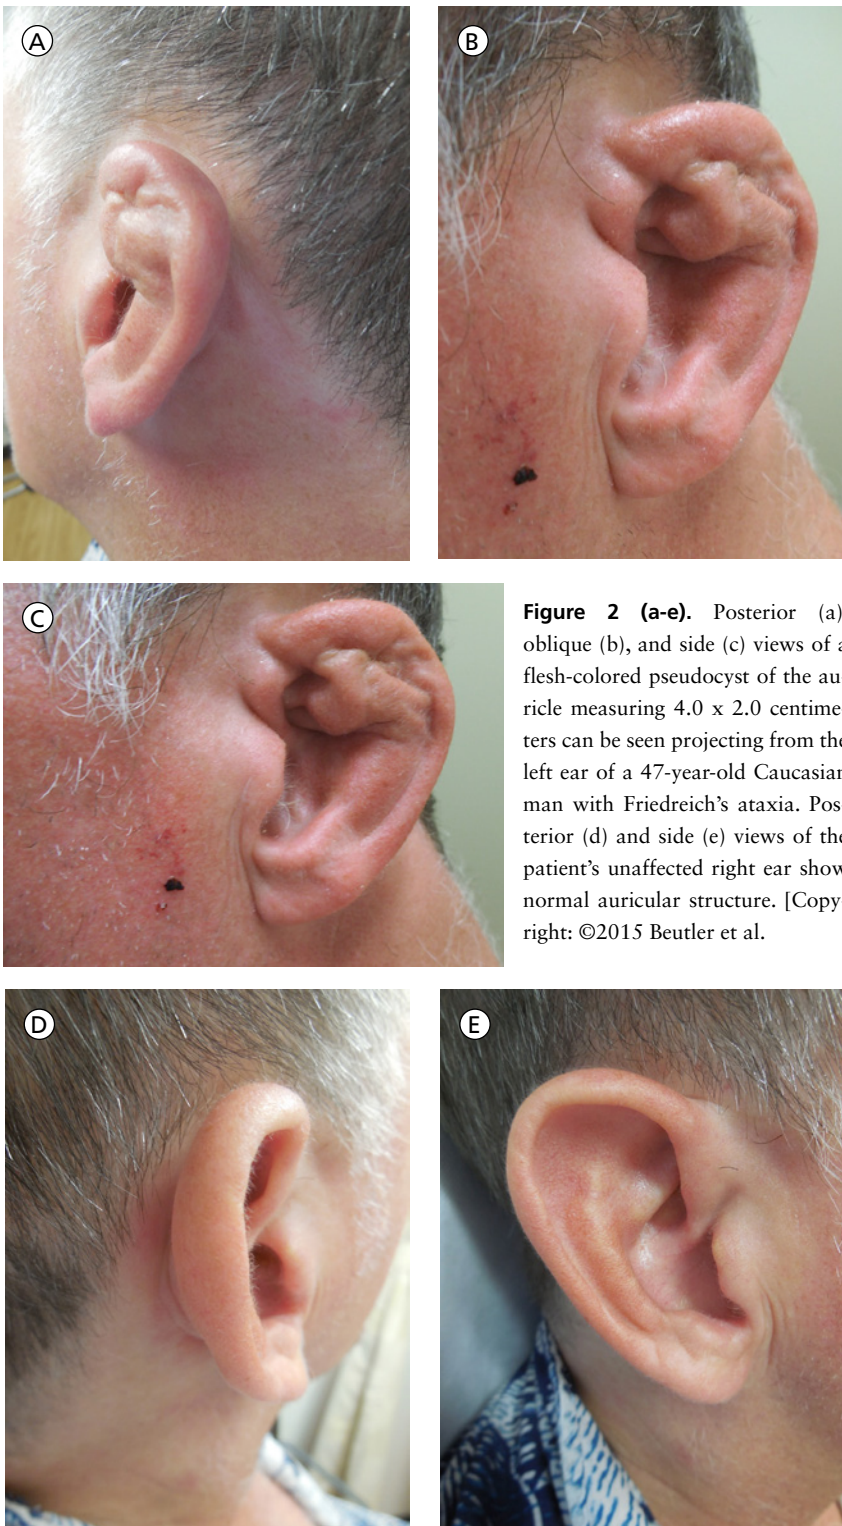 A
B
C
Figure 2 (a-e). Posterior (a)
oblique (b), and side (c) views of a
flesh-colored pseudocyst of the au
ricle measuring 4.0 x 2.0 centime
ters can be seen projecting from the
left ear of a 47-year-old Caucasian
man with Friedreich's ataxia. Pos
terior (d) and side (e) views of the
patient's unaffected right ear show
normal auricular structure. [Copy
right: ©2015 Beutler et al.
D
E